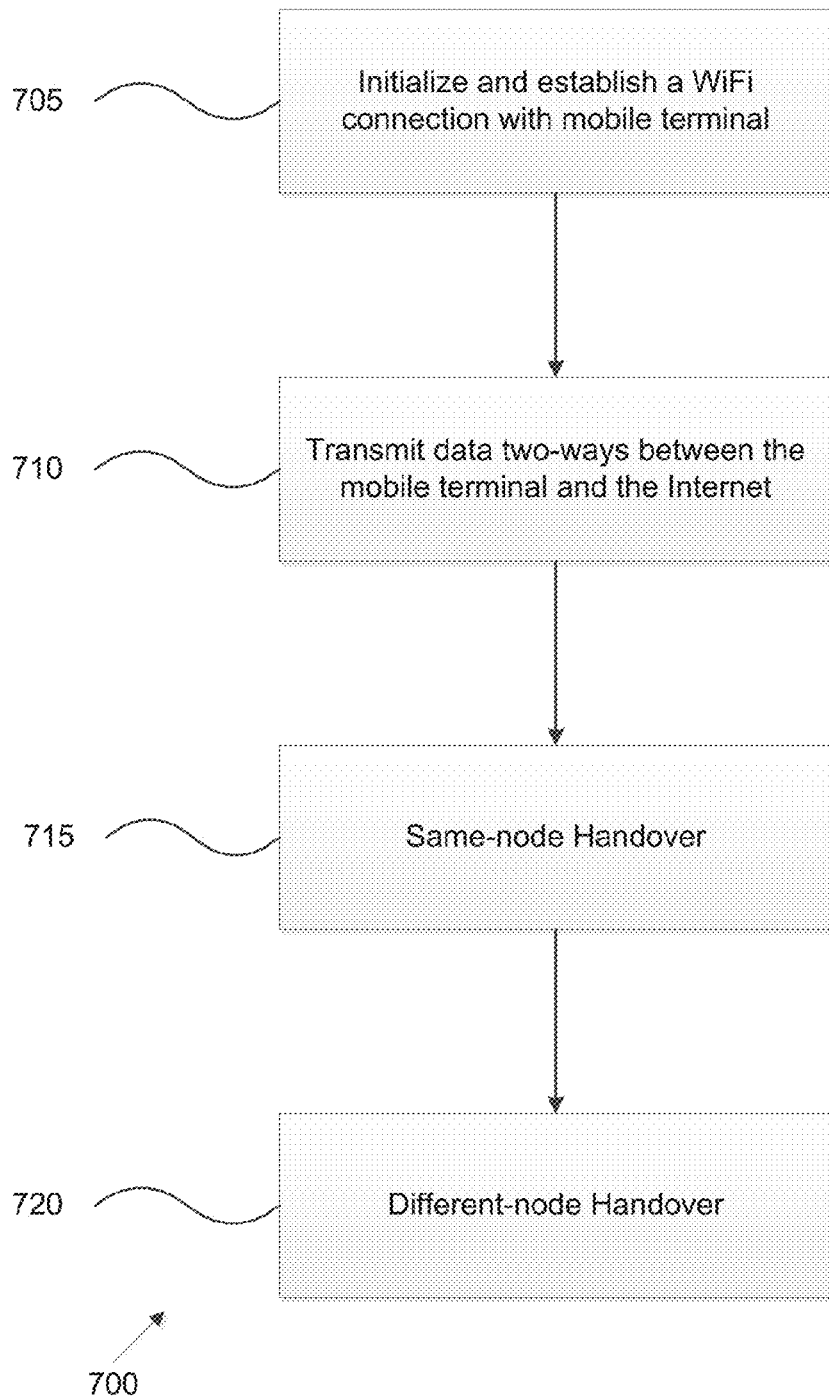 705
Initialize and establish a WiFi
connection with mobile terminal
710
Transmit data two-ways between the
mobile terminal and the Internet
715
Same-node Handover
720
Different-node Handover
700